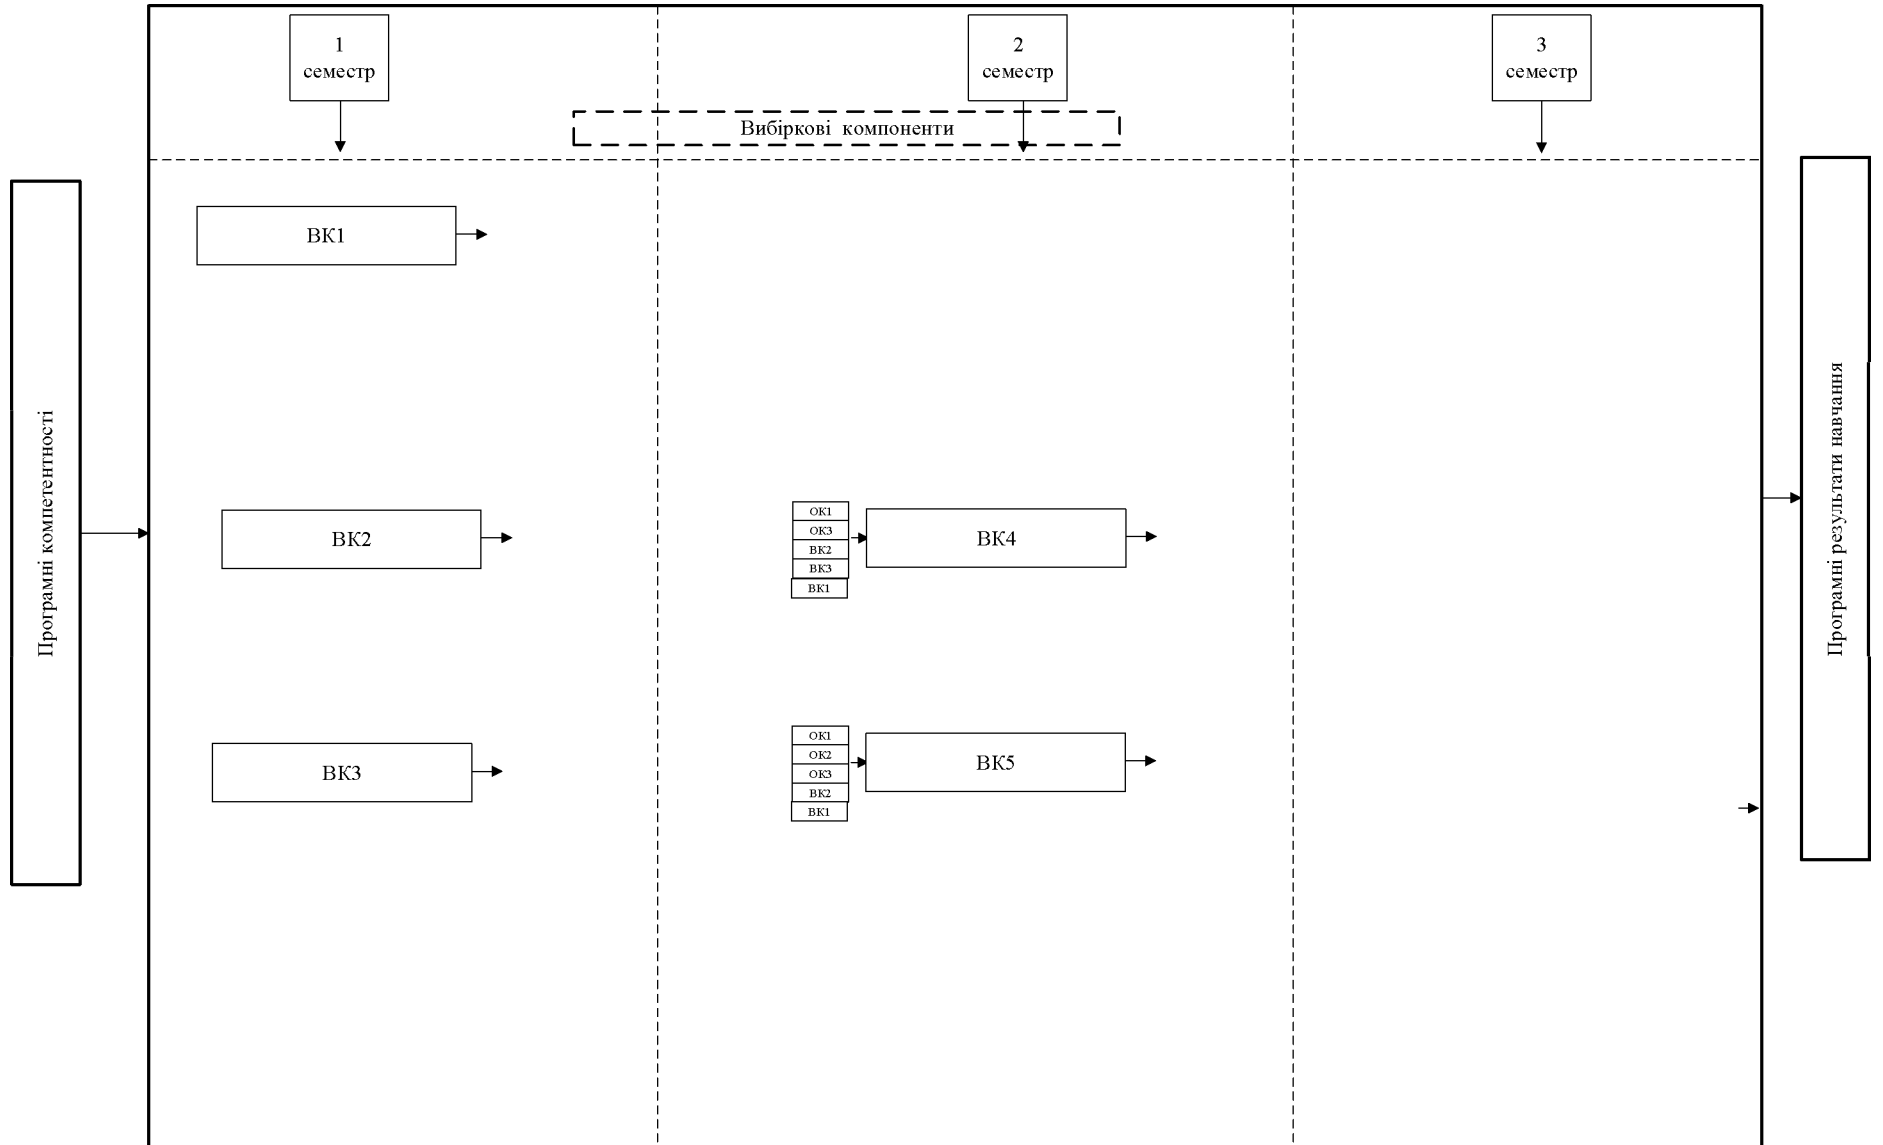 1
семестр
2
семестр
3
семестр
Вибіркові компоненти
Програмні компетентності
ВК1
ВК2
ВК3
ОК1
ОК3
ВК2
ВК3
ВК1
ВК4
ОК1
ОК2
ОК3
ВК2
ВК1
ВК5
Програмні результати навчання